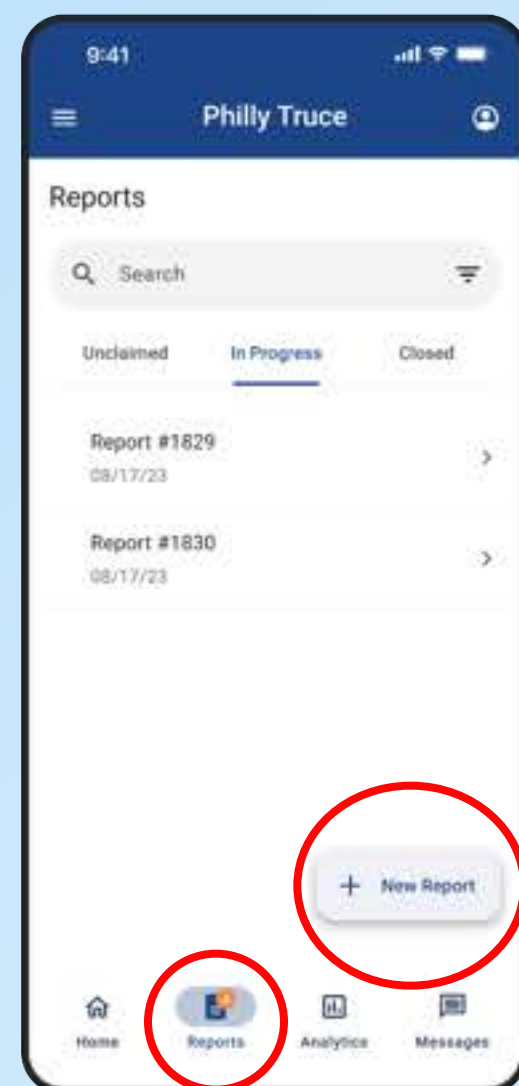 9:41
Philly Truce
Reports
Search
Unclaimed In Progress Closed
Report #1829
08/17/23
Report #1830
08/17/23
+ New Report
Home Reports Analytics Messages